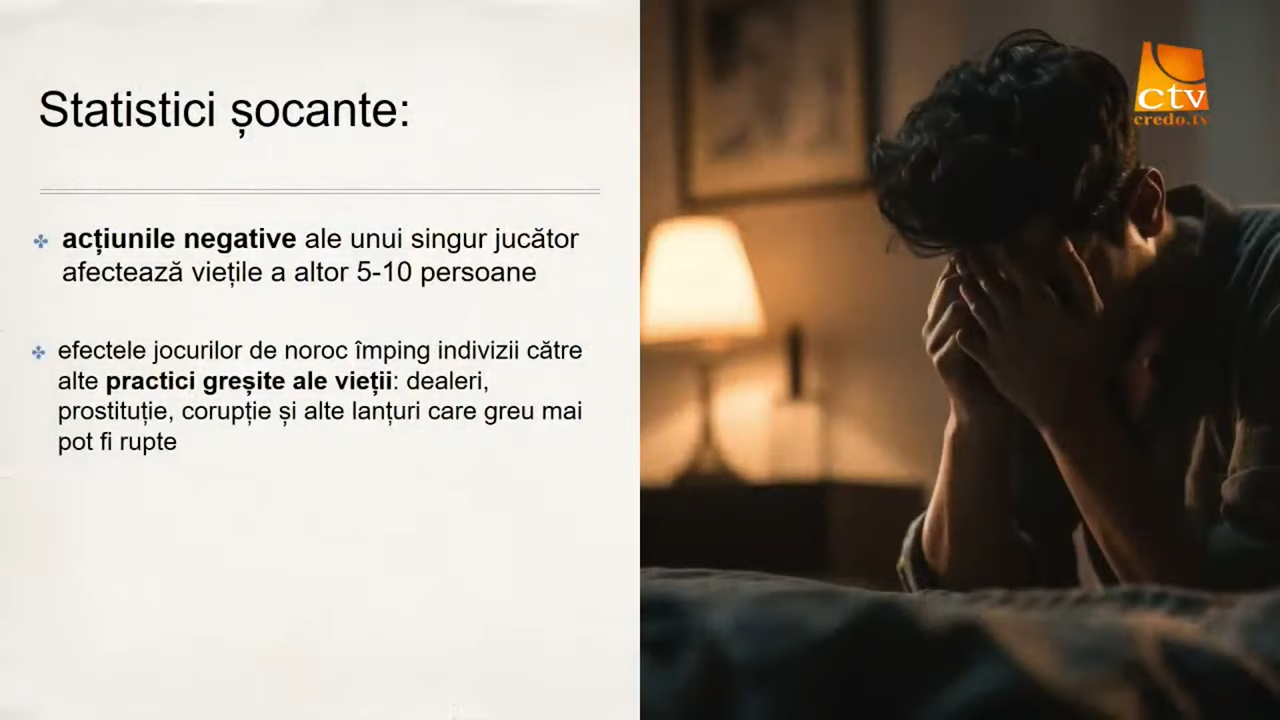 Statistici șocante:
acțiunile negative ale unui singur jucător
afectează viețile a altor 5-10 persoane
efectele jocurilor de noroc împing indivizii către
alte practici greșite ale vieții: dealeri,
prostituție, corupție și alte lanțuri care greu mai
pot fi rupte
ctv
credo.tv